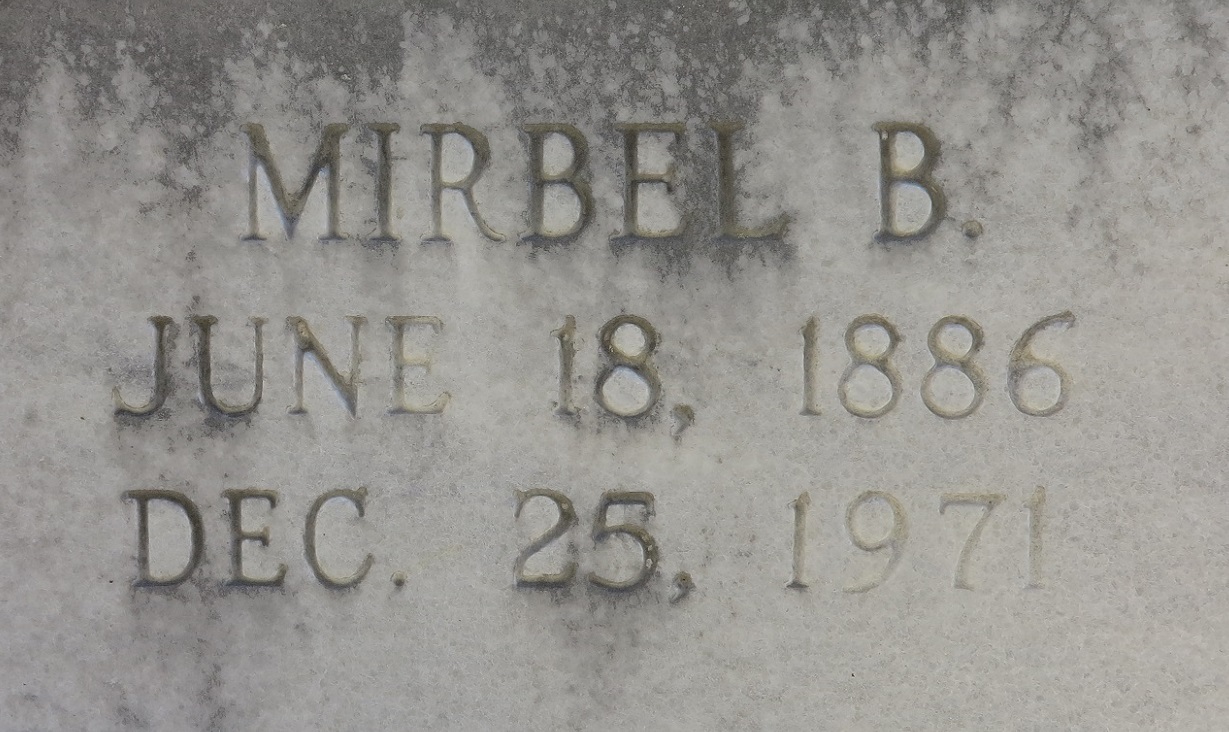 MIRBEL B.
JUNE 18, 1886
DEC. 25, 1971